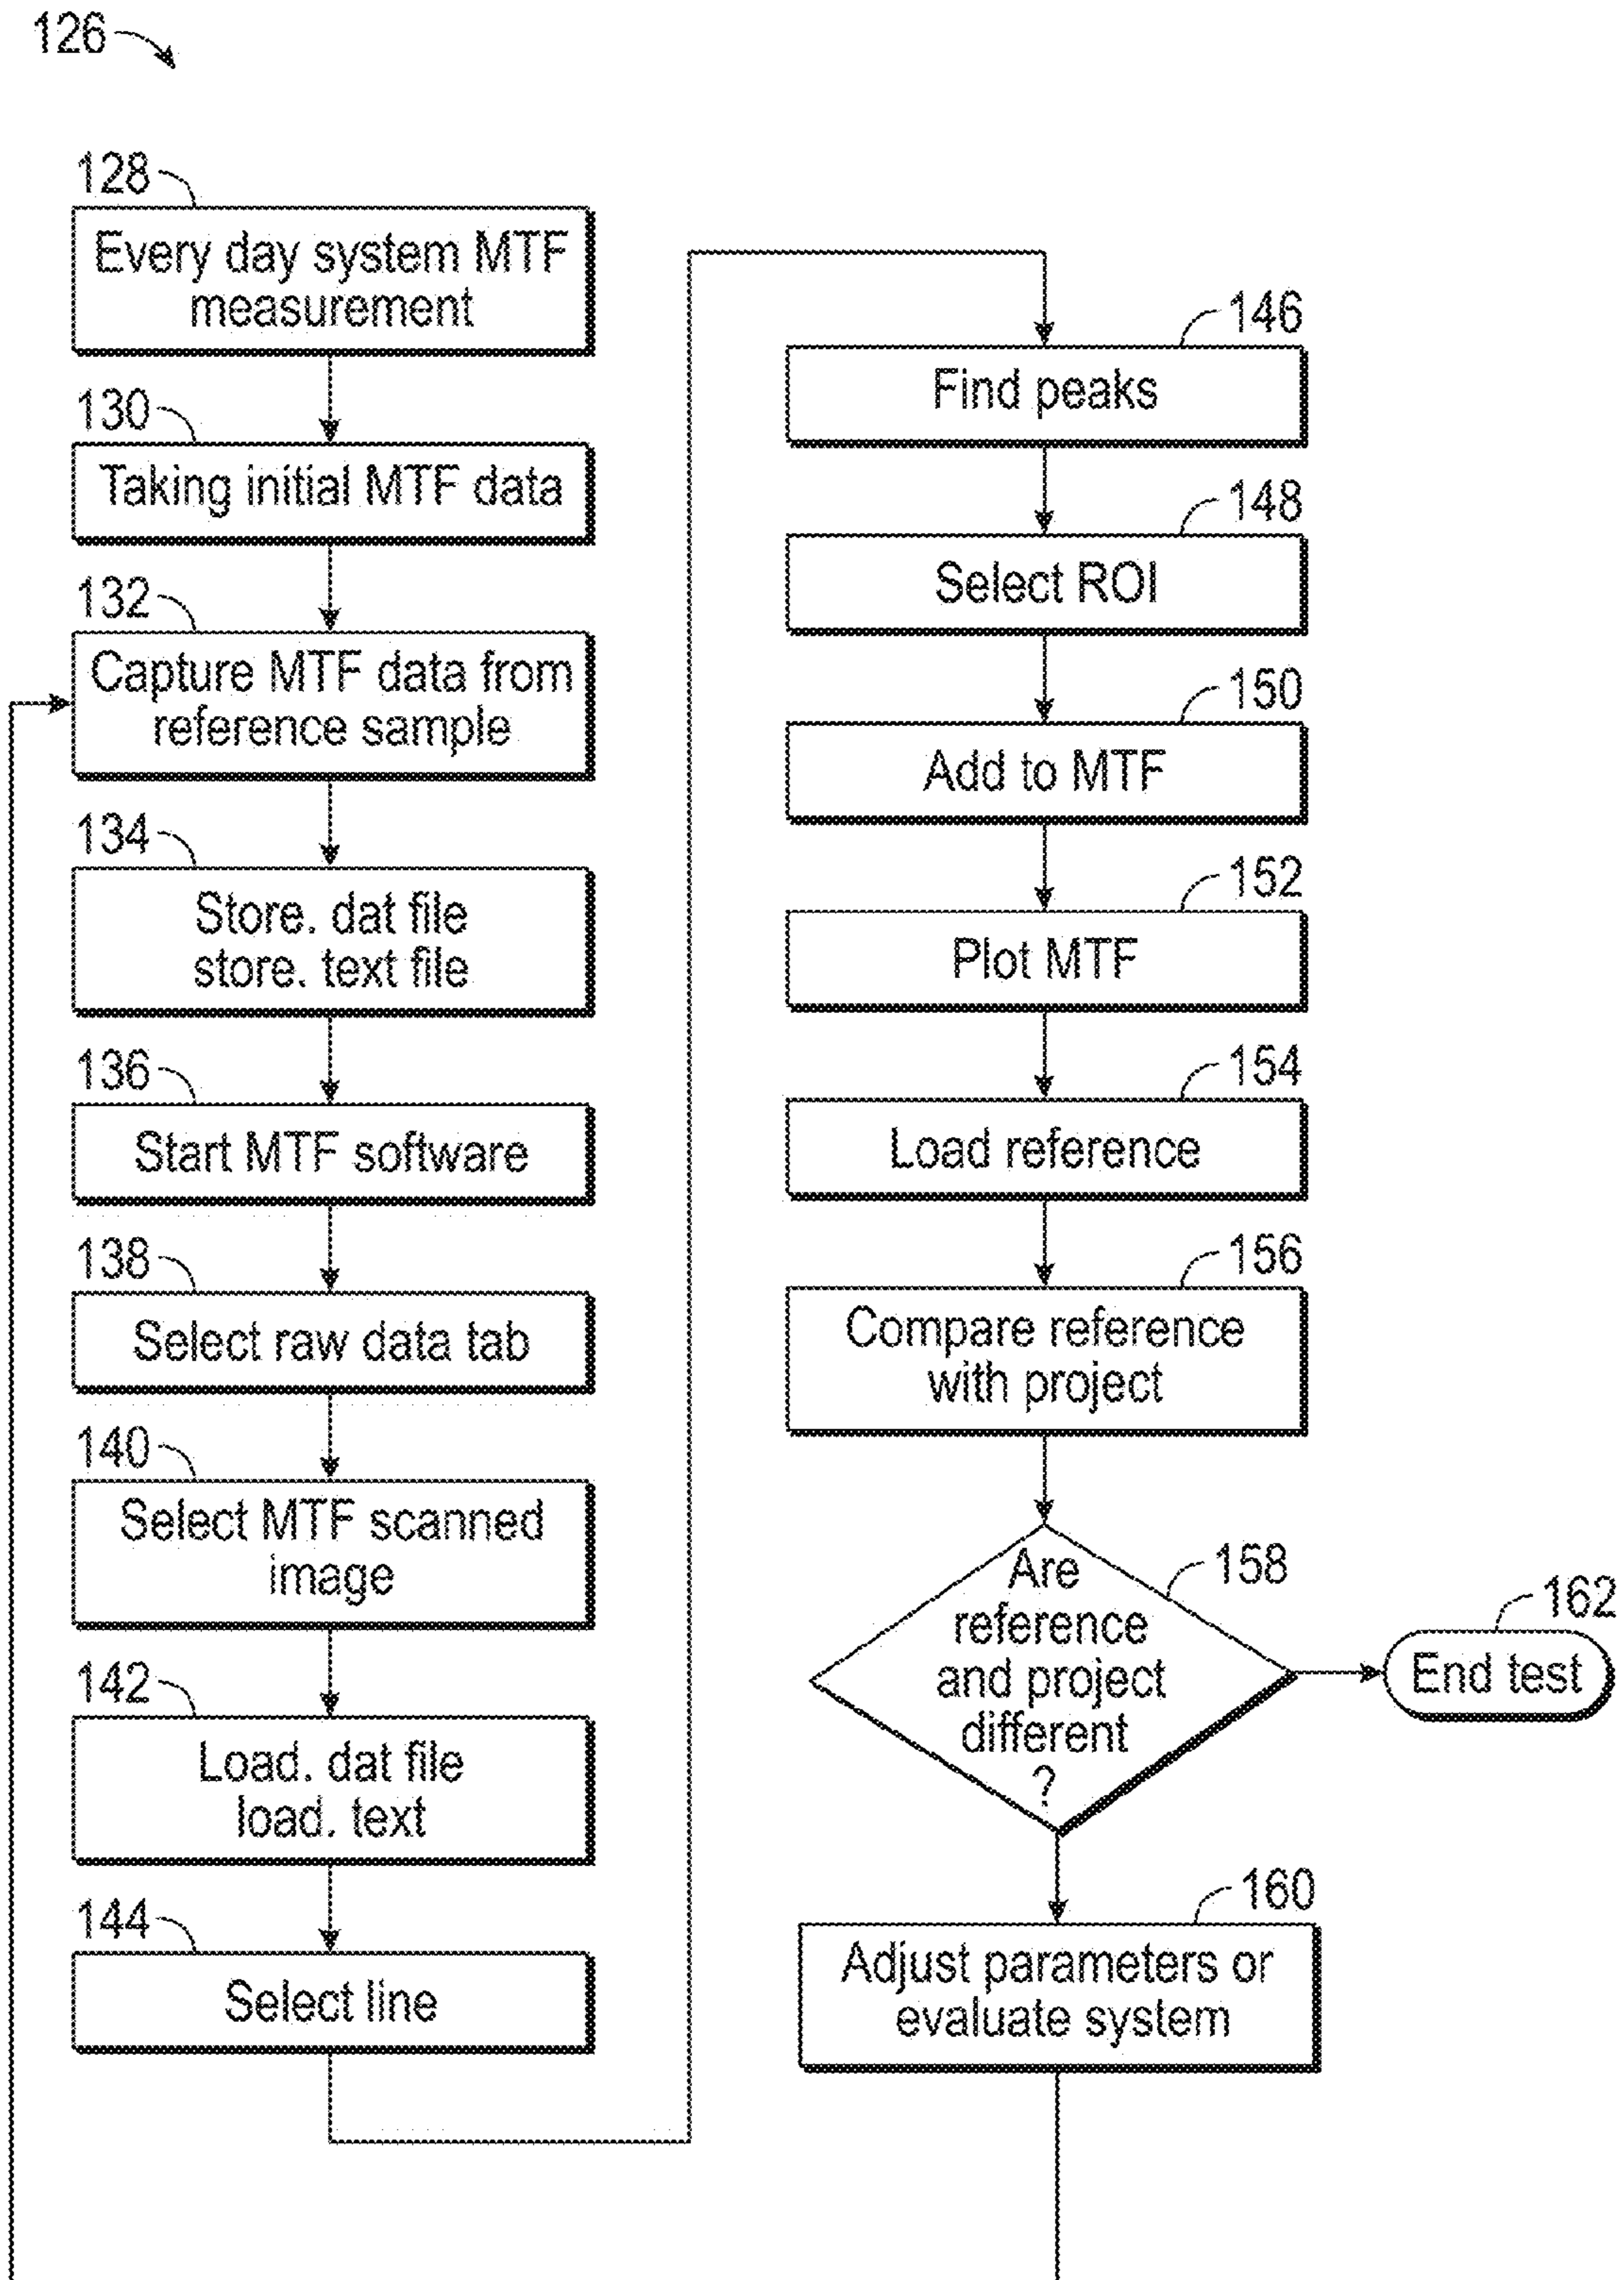 126
128
Every day system MTF
measurement
130
Taking initial MTF data
132
Capture MTF data from
reference sample
134
Store. dat file
store. text file
136
Start MTF software
138
Select raw data tab
140
Select MTF scanned
image
142
Load. dat file
load. text
144
Select line
146
Find peaks
148
Select ROI
150
Add to MTF
152
Plot MTF
154
Load reference
156
Compare reference
with project
158
Are
reference
and project
different
?
162
End test
160
Adjust parameters or
evaluate system